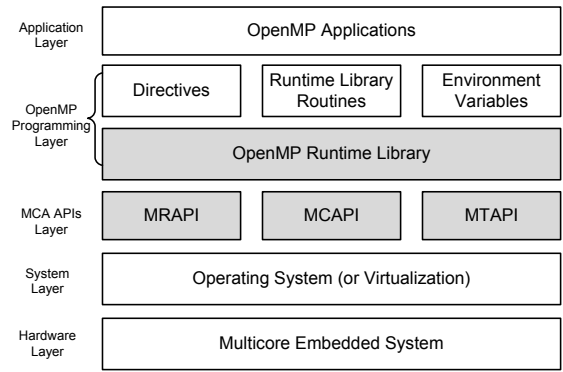 Application
Layer
OpenMP Applications
OpenMP
Programming
Layer
Directives
Runtime Library
Routines
Environment
Variables
OpenMP Runtime Library
MCA APIs
Layer
MRAPI
MCAPI
MTAPI
System
Layer
Operating System (or Virtualization)
Hardware
Layer
Multicore Embedded System